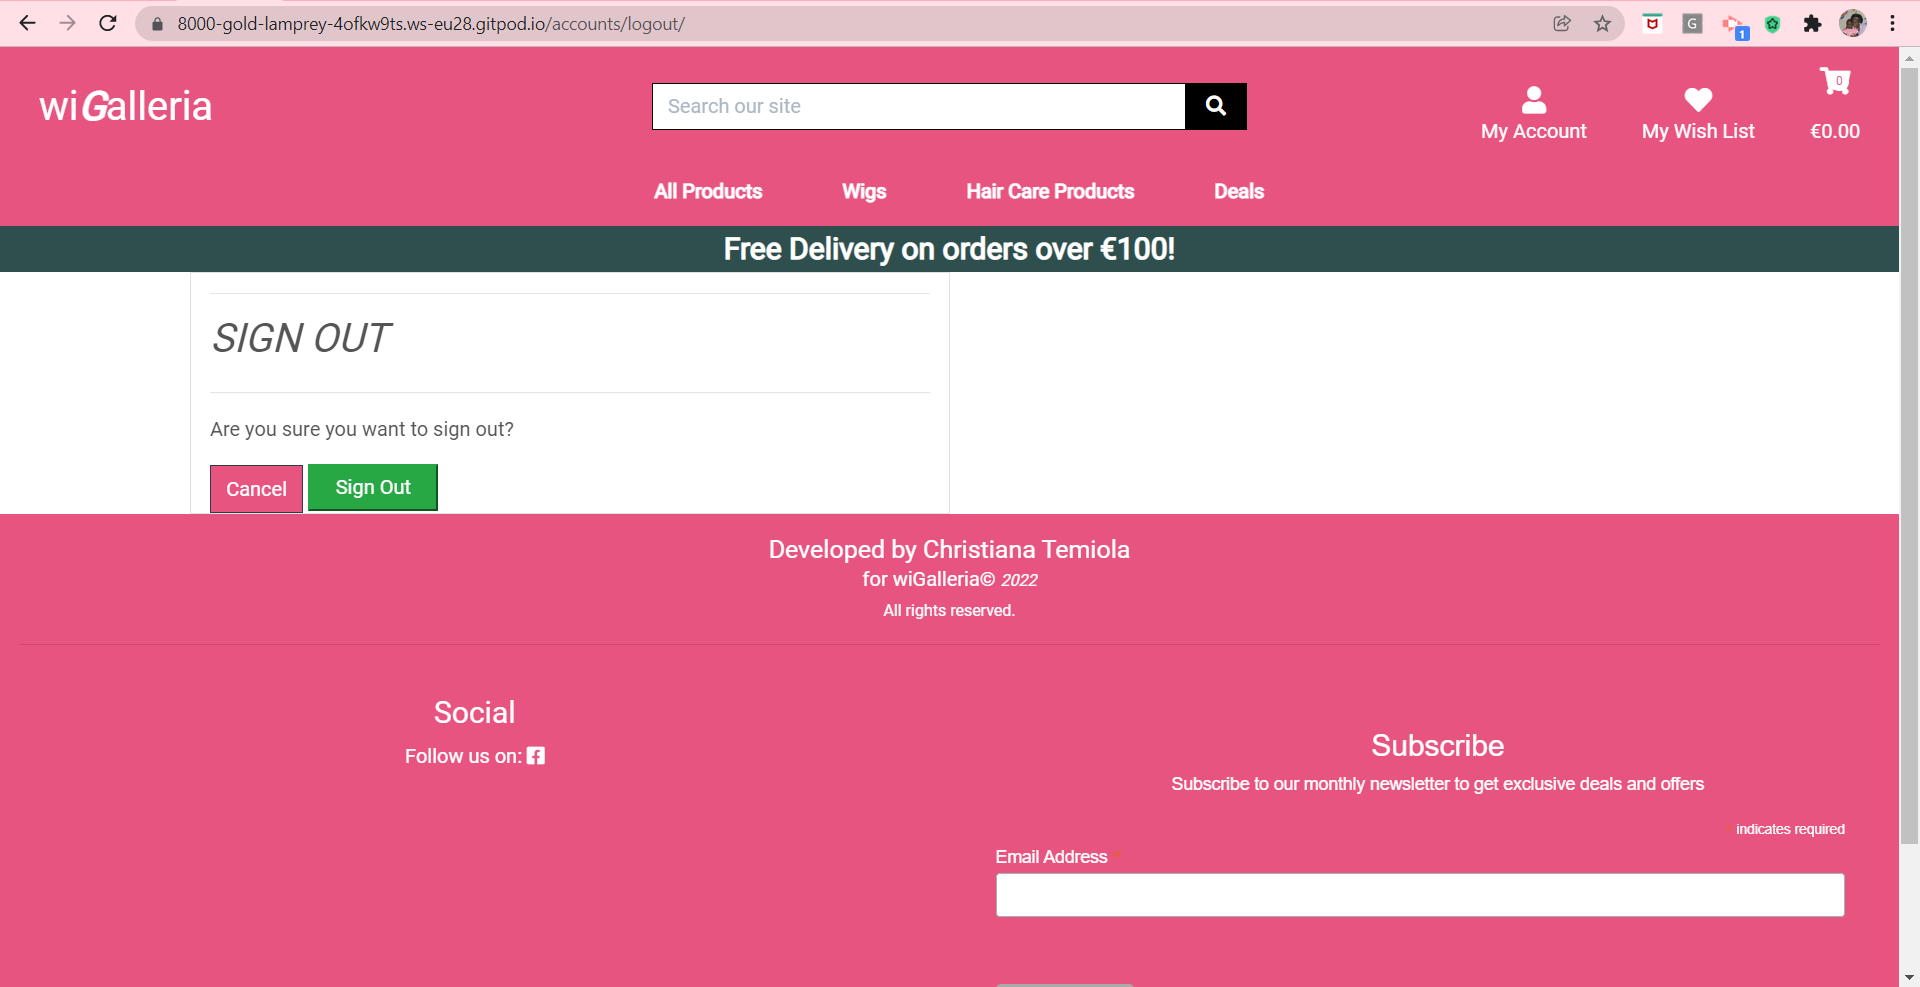 8000-gold-lamprey-4ofkw9ts.ws-eu28.gitpod.io/accounts/logout/
G
1
wiGalleria
Search our site
My Account
My Wish List
0
€0.00
All Products
Wigs
Hair Care Products
Deals
Free Delivery on orders over €100!
SIGN OUT
Are you sure you want to sign out?
Cancel
Sign Out
Developed by Christiana Temiola
for wiGalleria© 2022
All rights reserved.
Social
Follow us on:
Subscribe
Subscribe to our monthly newsletter to get exclusive deals and offers
* indicates required
Email Address *